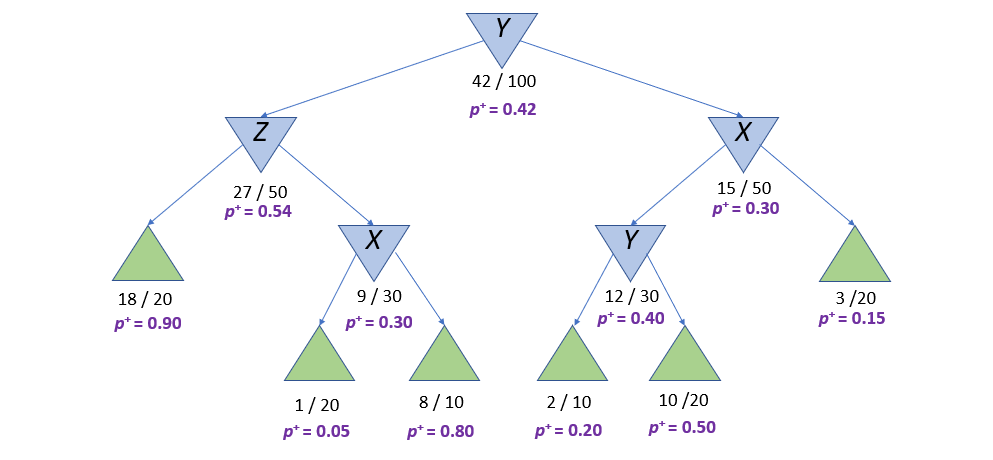 Y
42 / 100
p⁺ = 0.42
Z
27 / 50
p⁺ = 0.54
X
15 / 50
p⁺ = 0.30
18 / 20
p⁺ = 0.90
X
9 / 30
p⁺ = 0.30
Y
12 / 30
p⁺ = 0.40
3 /20
p⁺ = 0.15
1 / 20
p⁺ = 0.05
8 / 10
p⁺ = 0.80
2 / 10
p⁺ = 0.20
10 /20
p⁺ = 0.50